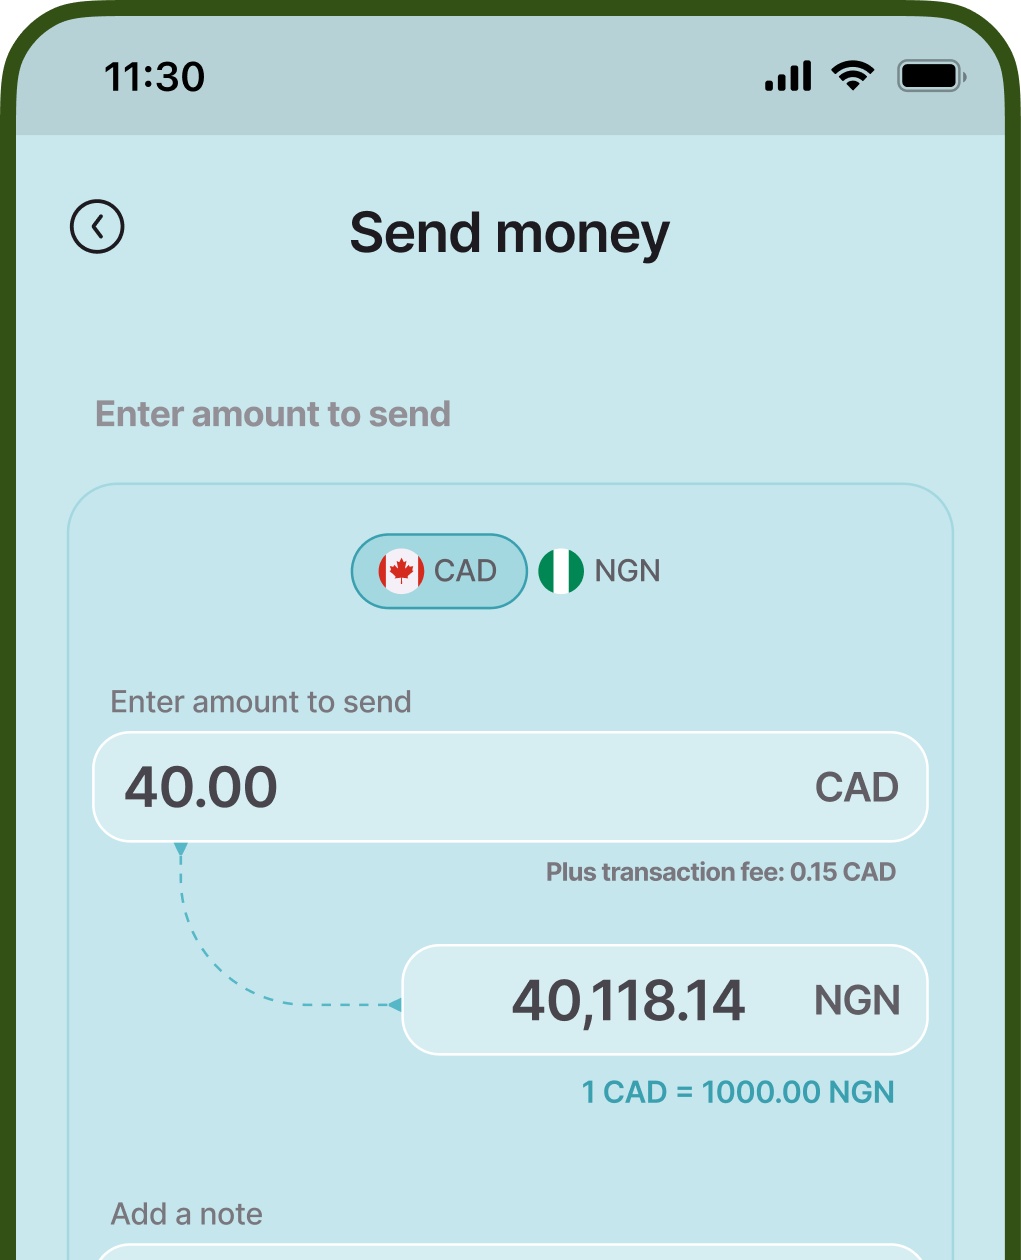 11:30
Send money
Enter amount to send
CAD NGN
Enter amount to send
40.00 CAD
Plus transaction fee: 0.15 CAD
40,118.14 NGN
1 CAD = 1000.00 NGN
Add a note